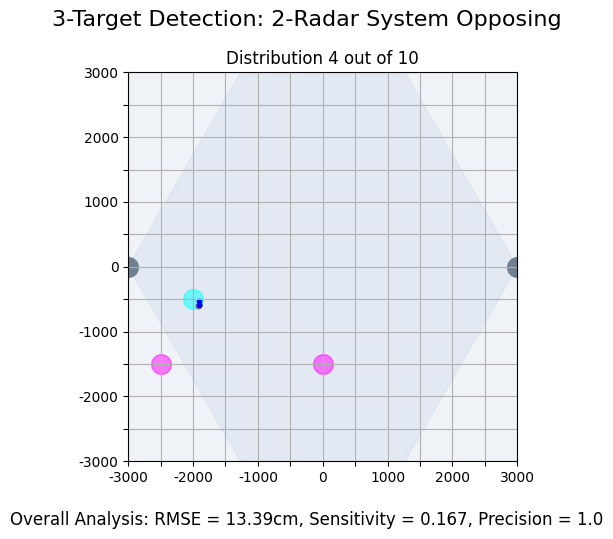 3-Target Detection: 2-Radar System Opposing
Distribution 4 out of 10
3000
2000
1000
0
-1000
-2000
-3000
-3000 -2000 -1000 0 1000 2000 3000
Overall Analysis: RMSE = 13.39cm, Sensitivity = 0.167, Precision = 1.0